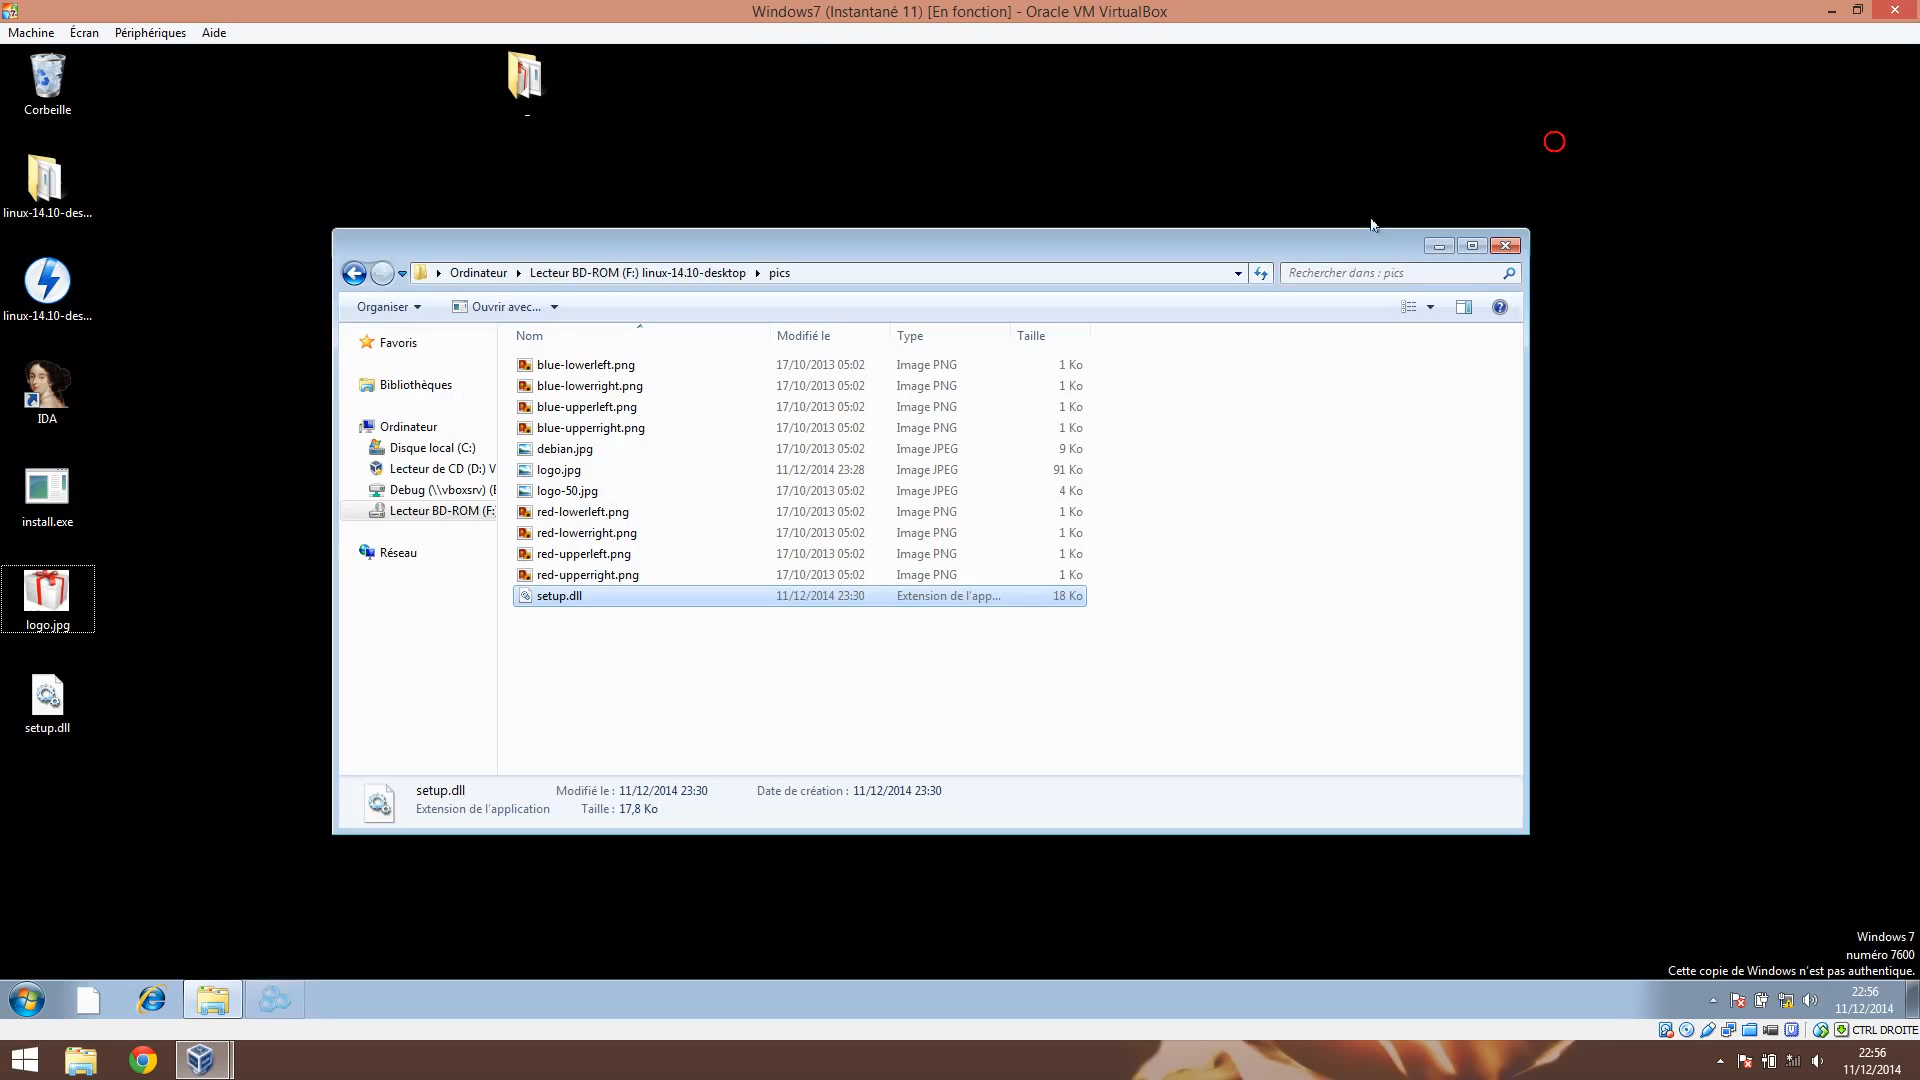 Windows7 (Instantané 11) [En fonction] - Oracle VM VirtualBox
Machine Écran Périphériques Aide
Corbeille
_
linux-14.10-des...
linux-14.10-des...
IDA
install.exe
logo.jpg
setup.dll
Ordinateur Lecteur BD-ROM (F:) linux-14.10-desktop pics
Rechercher dans : pics
Organiser Ouvrir avec...
Favoris
Bibliothèques
Ordinateur
Disque local (C:)
Lecteur de CD (D:) V
Debug (\\vboxsrv) (E
Lecteur BD-ROM (F:
Réseau
Nom Modifié le Type Taille
blue-lowerleft.png 17/10/2013 05:02 Image PNG 1 Ko
blue-lowerright.png 17/10/2013 05:02 Image PNG 1 Ko
blue-upperleft.png 17/10/2013 05:02 Image PNG 1 Ko
blue-upperright.png 17/10/2013 05:02 Image PNG 1 Ko
debian.jpg 17/10/2013 05:02 Image JPEG 9 Ko
logo.jpg 11/12/2014 23:28 Image JPEG 91 Ko
logo-50.jpg 17/10/2013 05:02 Image JPEG 4 Ko
red-lowerleft.png 17/10/2013 05:02 Image PNG 1 Ko
red-lowerright.png 17/10/2013 05:02 Image PNG 1 Ko
red-upperleft.png 17/10/2013 05:02 Image PNG 1 Ko
red-upperright.png 17/10/2013 05:02 Image PNG 1 Ko
setup.dll 11/12/2014 23:30 Extension de l'app... 18 Ko
setup.dll Modifié le : 11/12/2014 23:30 Date de création : 11/12/2014 23:30
Extension de l'application Taille : 17,8 Ko
Windows 7
numéro 7600
Cette copie de Windows n'est pas authentique.
22:56
11/12/2014
CTRL DROITE
22:56
11/12/2014